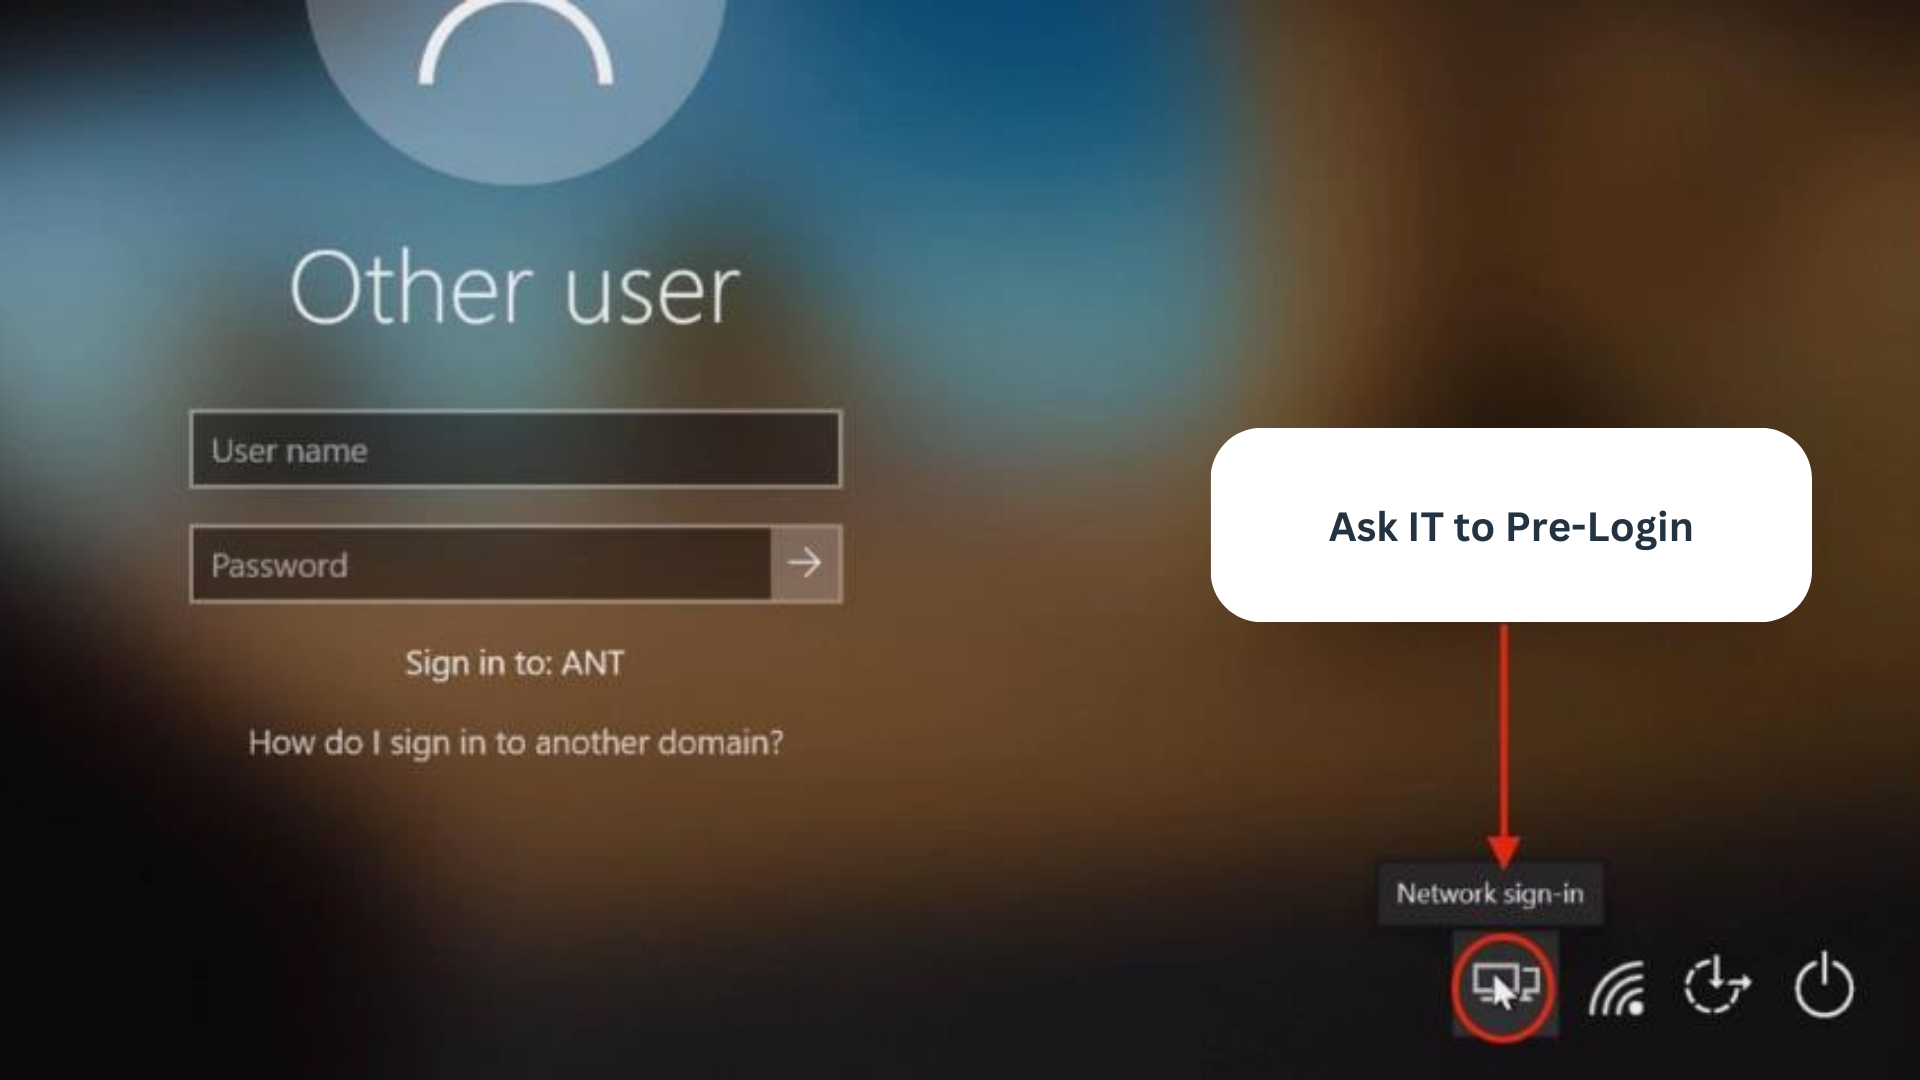 Other user
User name
Password
Sign in to: ANT
How do I sign in to another domain?
Ask IT to Pre-Login
Network sign-in